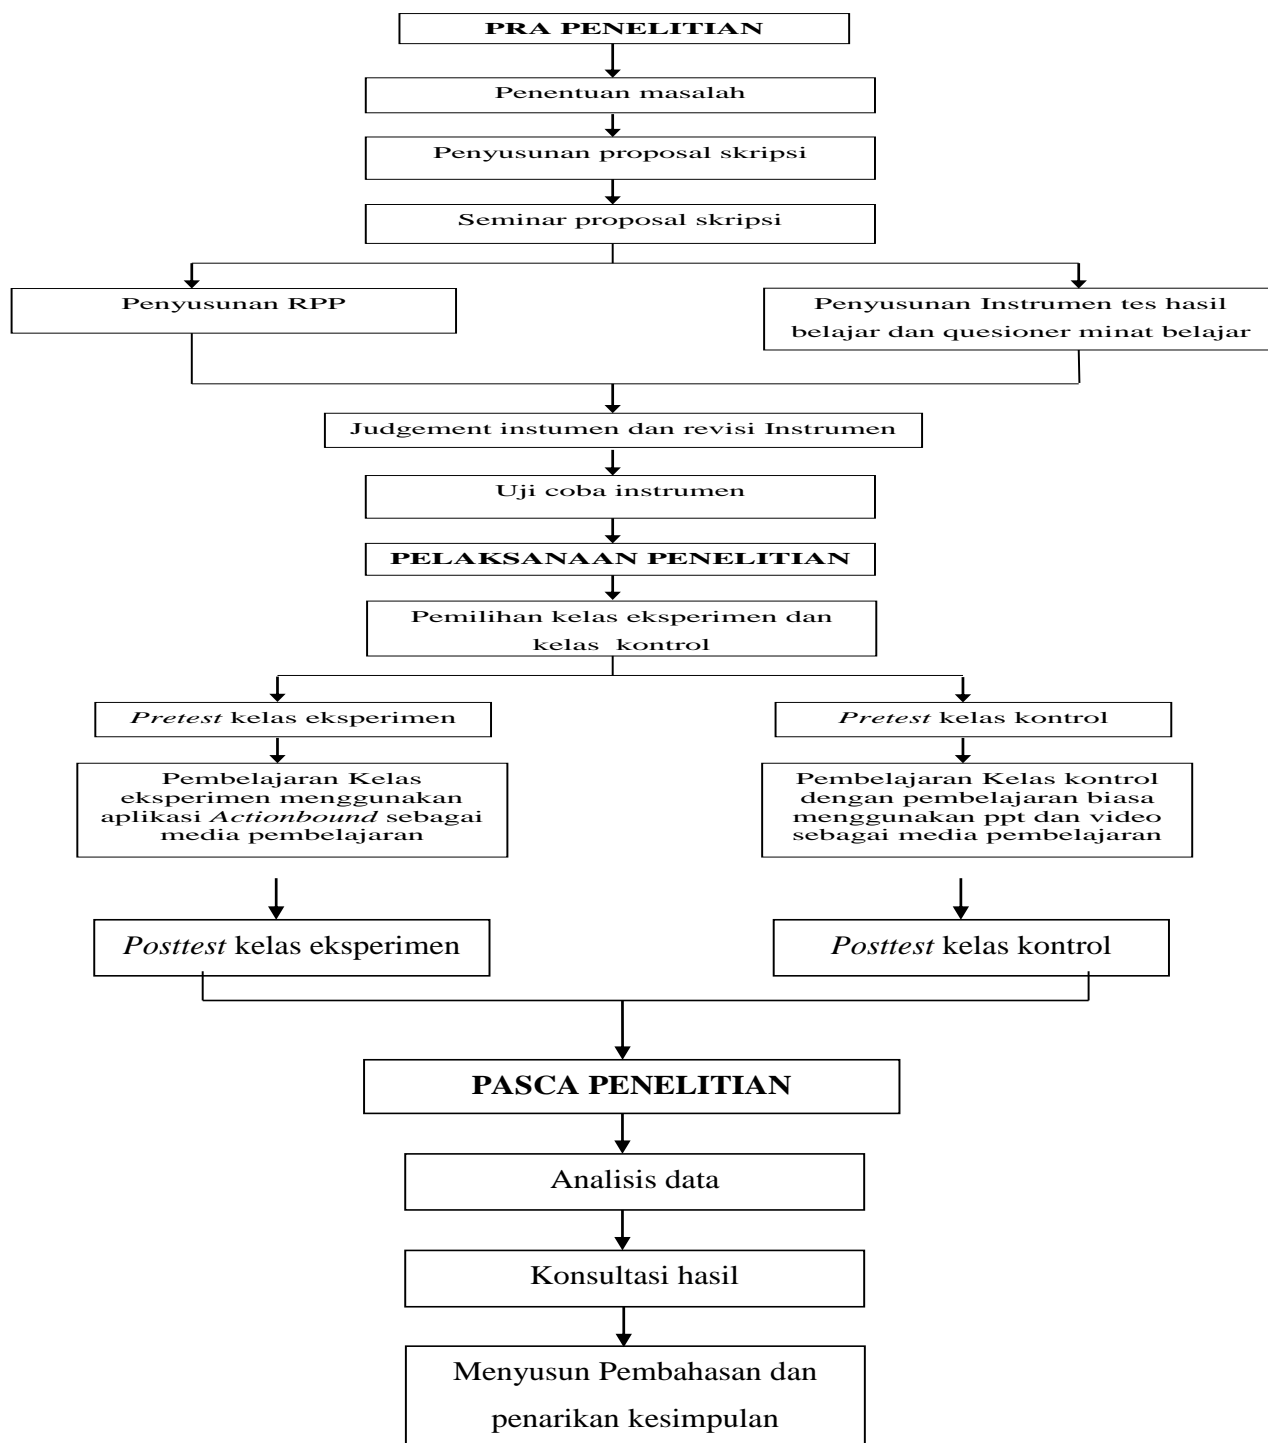 PRA PENELITIAN
Penentuan masalah
Penyusunan proposal skripsi
Seminar proposal skripsi
Penyusunan RPP
Penyusunan Instrumen tes hasil
belajar dan quesioner minat belajar
Judgement instumen dan revisi Instrumen
Uji coba instrumen
PELAKSANAAN PENELITIAN
Pemilihan kelas eksperimen dan
kelas kontrol
Pretest kelas eksperimen
Pretest kelas kontrol
Pembelajaran Kelas
eksperimen menggunakan
aplikasi Actionbound sebagai
media pembelajaran
Pembelajaran Kelas kontrol
dengan pembelajaran biasa
menggunakan ppt dan video
sebagai media pembelajaran
Posttest kelas eksperimen
Posttest kelas kontrol
PASCA PENELITIAN
Analisis data
Konsultasi hasil
Menyusun Pembahasan dan
penarikan kesimpulan